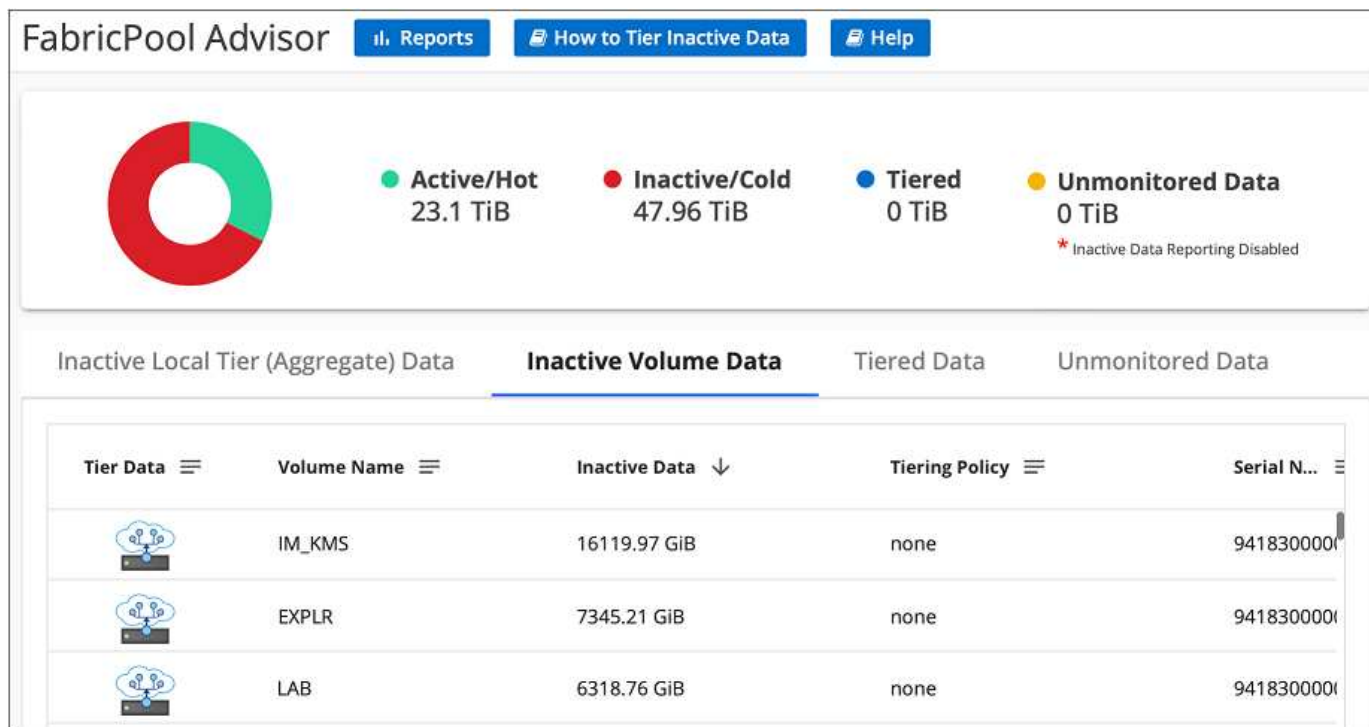 FabricPool Advisor Reports How to Tier Inactive Data Help
Active/Hot Inactive/Cold Tiered Unmonitored Data
23.1 TiB 47.96 TiB 0 TiB 0 TiB
* Inactive Data Reporting Disabled
Inactive Local Tier (Aggregate) Data Inactive Volume Data Tiered Data Unmonitored Data
Tier Data Volume Name Inactive Data Tiering Policy Serial N...
IM_KMS 16119.97 GiB none 9418300000
EXPLR 7345.21 GiB none 9418300000
LAB 6318.76 GiB none 9418300000